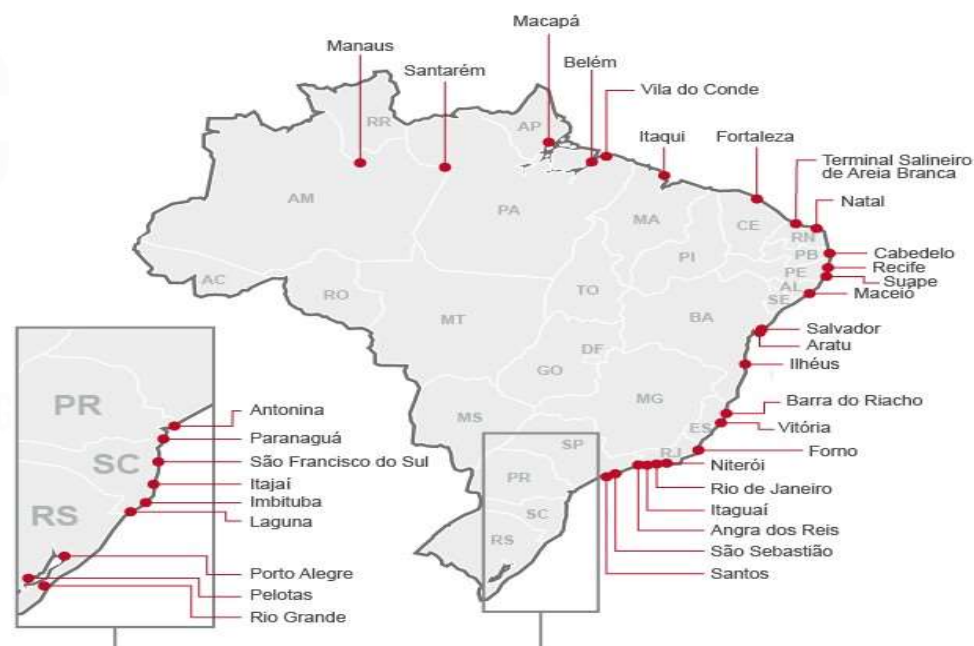 Macapá
Manaus
Santarém
Belém
Vila do Conde
Itaqui
Fortaleza
Terminal Salineiro
de Areia Branca
Natal
Cabedelo
Recife
Suape
Maceió
Salvador
Aratu
Ilhéus
Barra do Riacho
Vitória
Forno
Niterói
Rio de Janeiro
Itaguaí
Angra dos Reis
São Sebastião
Santos
RR
AP
AM
PA
MA
CE
RN
PB
PI
PE
AL
SE
AC
RO
TO
BA
MT
DF
GO
MG
MS
ES
SP
RJ
PR
SC
RS
PR
SC
RS
Antonina
Paranaguá
São Francisco do Sul
Itajaí
Imbituba
Laguna
Porto Alegre
Pelotas
Rio Grande